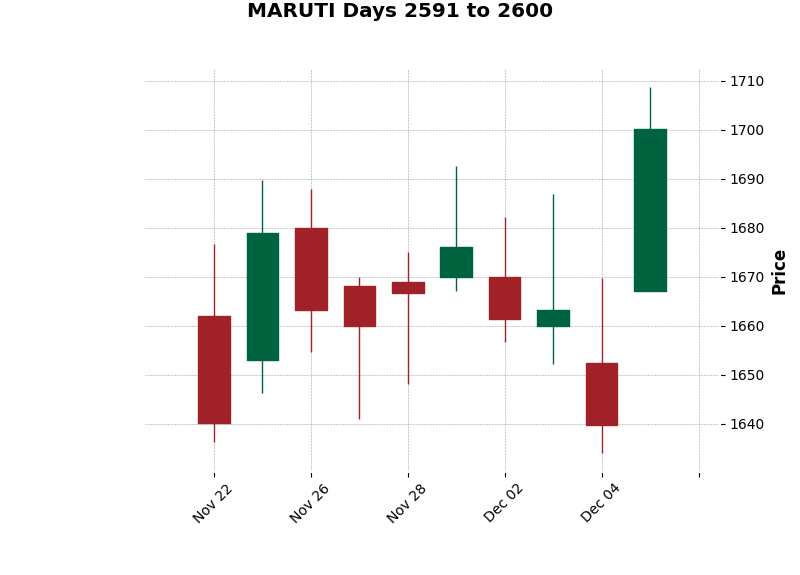 MARUTI Days 2591 to 2600
1710
1700
1690
1680
1670
1660
1650
1640
Price
Nov 22
Nov 26
Nov 28
Dec 02
Dec 04